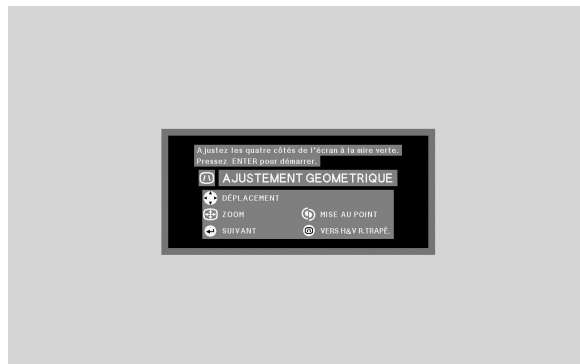 Ajustez les quatre côtés de l'écran à la mire verte.
Pressez ENTER pour démarrer.
AJUSTEMENT GEOMETRIQUE
DÉPLACEMENT
ZOOM MISE AU POINT
SUIVANT VERS H&V R.TRAPÈ.